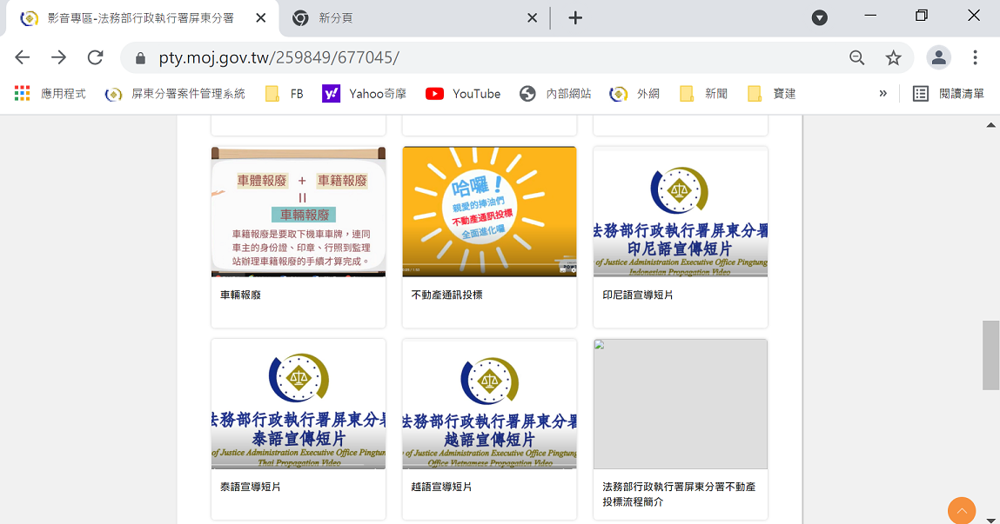 影音專區-法務部行政執行署屏東分署
新分頁
pty.moj.gov.tw/259849/677045/
應用程式
屏東分署案件管理系統
FB
Yahoo奇摩
YouTube
內部網站
外網
新聞
寶建
»
閱讀清單
車體報廢 + 車籍報廢
=
車輛報廢
車籍報廢是要取下機車車牌，連同
車主的身份證、印章、行照到監理
站辦理車籍報廢的手續才算完成。
車輛報廢
哈囉！
親愛的捧油們
不動產通訊投標
全面進化囉
不動產通訊投標
法務部行政執行署屏東分署
印尼語宣傳短片
of Justice Administration Executive Office Pingtung
Indonesian Propagation Video
印尼語宣導短片
法務部行政執行署屏東分署
泰語宣傳短片
of Justice Administration Executive Office Pingtun
Thai Propagation Video
泰語宣導短片
法務部行政執行署屏東分署
越語宣傳短片
of Justice Administration Executive Office Pingtung
Office Vietnamese Propagation Video
越語宣導短片
法務部行政執行署屏東分署不動產
投標流程簡介